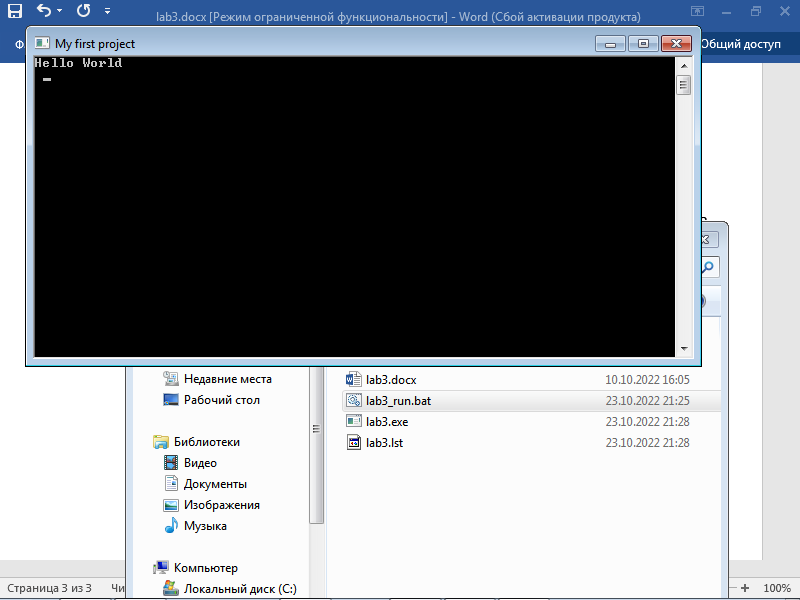 lab3.docx [Режим ограниченной функциональности] - Word (Сбой активации продукта)
Ф
Общий доступ
My first project
Hello World
Недавние места
Рабочий стол
Библиотеки
Видео
Документы
Изображения
Музыка
Компьютер
Локальный диск (C:)
lab3.docx 10.10.2022 16:05
lab3_run.bat 23.10.2022 21:25
lab3.exe 23.10.2022 21:28
lab3.lst 23.10.2022 21:28
Страница 3 из 3 Чи
100%